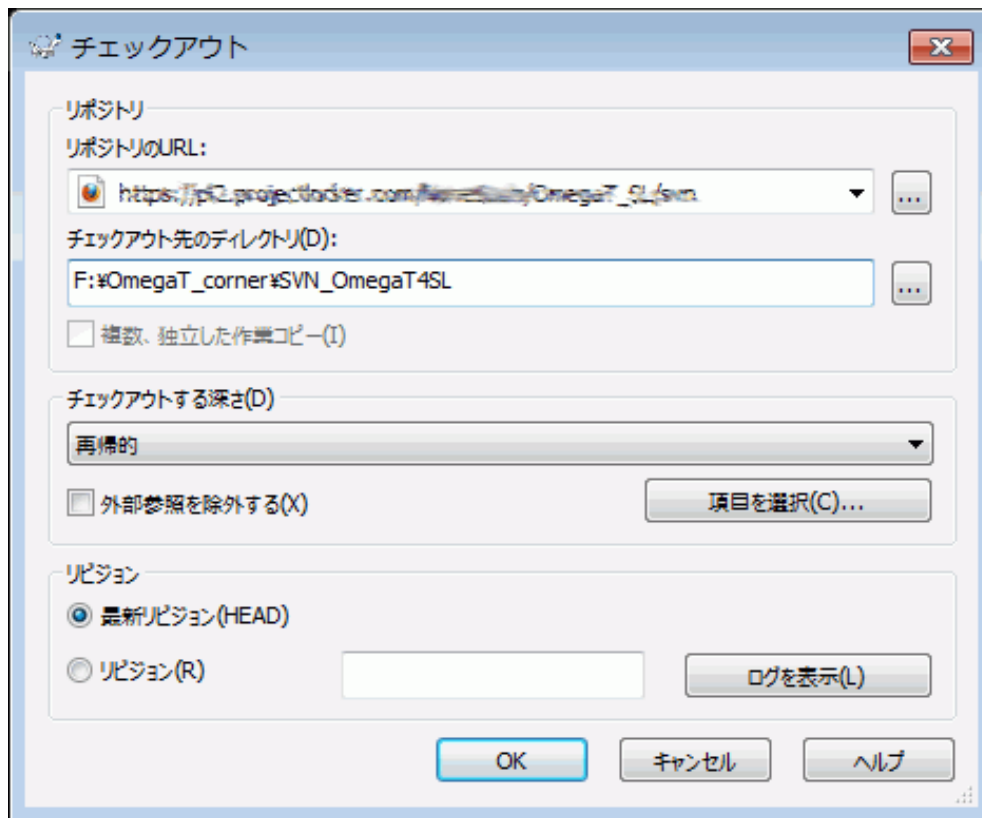 チェックアウト
リポジトリ
リポジトリのURL:
...
チェックアウト先のディレクトリ(D):
F:¥OmegaT_corner¥SVN_OmegaT4SL
...
複数、独立した作業コピー(I)
チェックアウトする深さ(D)
再帰的
外部参照を除外する(X)
項目を選択(C)...
リビジョン
最新リビジョン(HEAD)
リビジョン(R)
ログを表示(L)
OK
キャンセル
ヘルプ